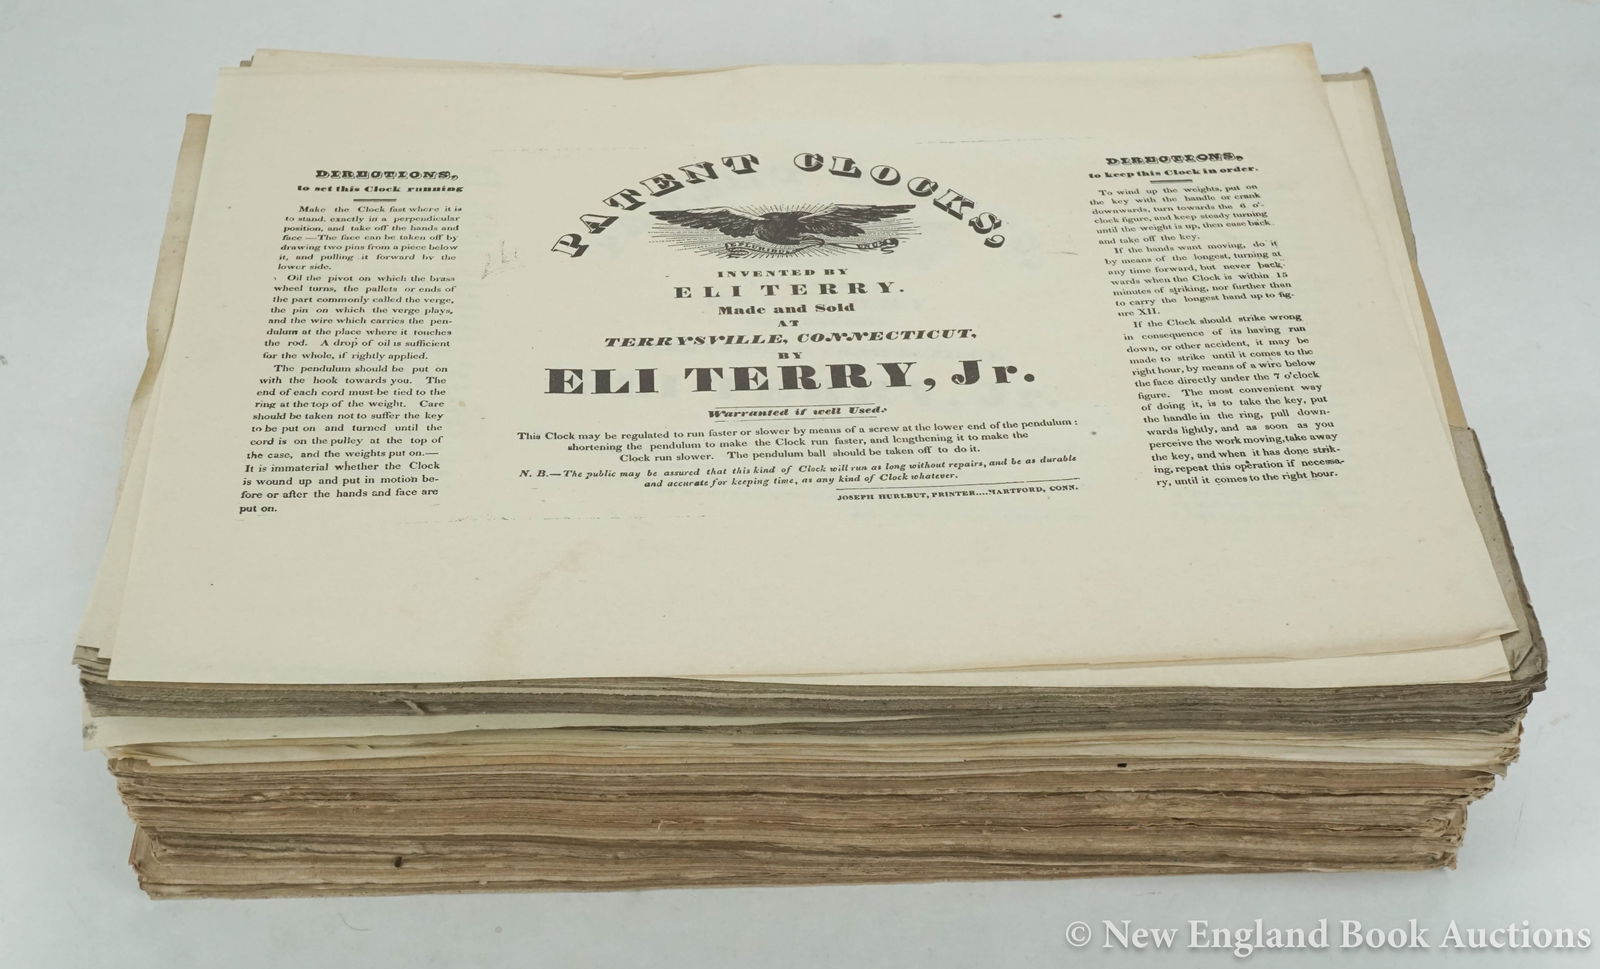 DIRECTIONS,
to set this Clock running
Make the Clock fast where it is
to stand, exactly in a perpendicular
position, and take off the hands and
face—The face can be taken off by
drawing two pins from a piece below
it, and pulling it forward by the
lower side.
Oil the pivot on which the brass
wheel turns, the pallets or ends of
the part commonly called the verge,
the pin on which the verge plays,
and the wire which carries the pen-
dulum at the place where it touches
the rod. A drop of oil is sufficient
for the whole, if rightly applied.
The pendulum should be put on
with the hook towards you. The
end of each cord must be tied to the
ring at the top of the weight. Care
should be taken not to suffer the key
to be put on and turned until the
cord is on the pulley at the top of
the case, and the weights put on.—
It is immaterial whether the Clock
is wound up and put in motion be-
fore or after the hands and face are
put on.
PATENT CLOCKS,
E PLURIBUS UNUM
INVENTED BY
ELI TERRY.
Made and Sold
AT
TERRYSVILLE, CONNECTICUT,
BY
ELI TERRY, Jr.
Warranted if well Used.
This Clock may be regulated to run faster or slower by means of a screw at the lower end of the pendulum:
shortening the pendulum to make the Clock run faster, and lengthening it to make the
Clock run slower. The pendulum ball should be taken off to do it.
N. B.—The public may be assured that this kind of Clock will run as long without repairs, and be as durable
and accurate for keeping time, as any kind of Clock whatever.
JOSEPH HURLBUT, PRINTER....HARTFORD, CONN.
DIRECTIONS,
to keep this Clock in order.
To wind up the weights, put on
the key with the handle or crank
downwards, turn towards the 6 o'-
clock figure, and keep steady turning
until the weight is up, then ease back
and take off the key.
If the hands want moving, do it
by means of the longest, turning at
any time forward, but never back-
wards when the Clock is within 15
minutes of striking, nor further than
to carry the longest hand up to fig-
ure XII.
If the Clock should strike wrong
in consequence of its having run
down, or other accident, it may be
made to strike until it comes to the
right hour, by means of a wire below
the face directly under the 7 o'clock
figure. The most convenient way
of doing it, is to take the key, put
the handle in the ring, pull down-
wards lightly, and as soon as you
perceive the work moving, take away
the key, and when it has done strik-
ing, repeat this operation if necessa-
ry, until it comes to the right hour.
© New England Book Auctions